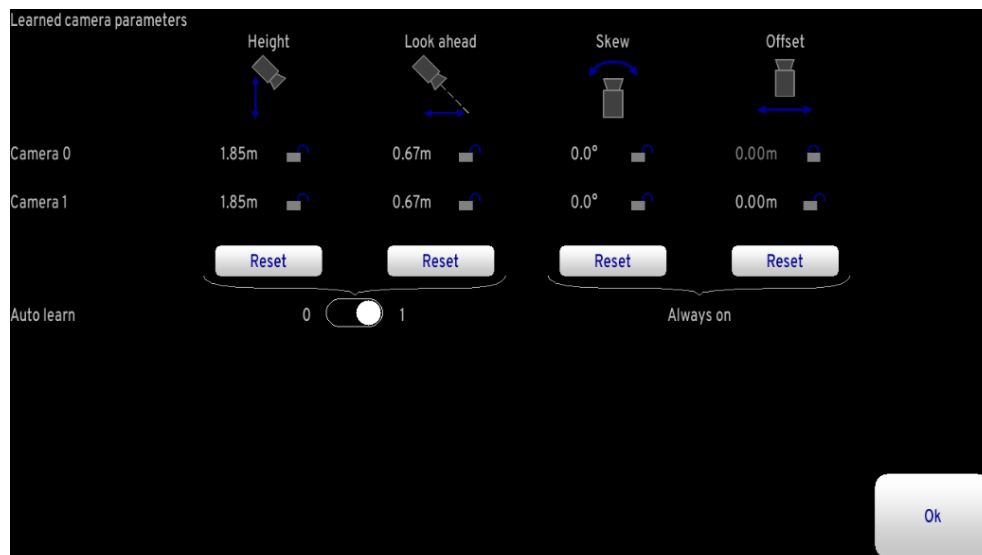 Learned camera parameters
Height Look ahead Skew Offset
Camera 0 1.85m 0.67m 0.0° 0.00m
Camera 1 1.85m 0.67m 0.0° 0.00m
Reset Reset Reset Reset
Auto learn 0 1 Always on
Ok